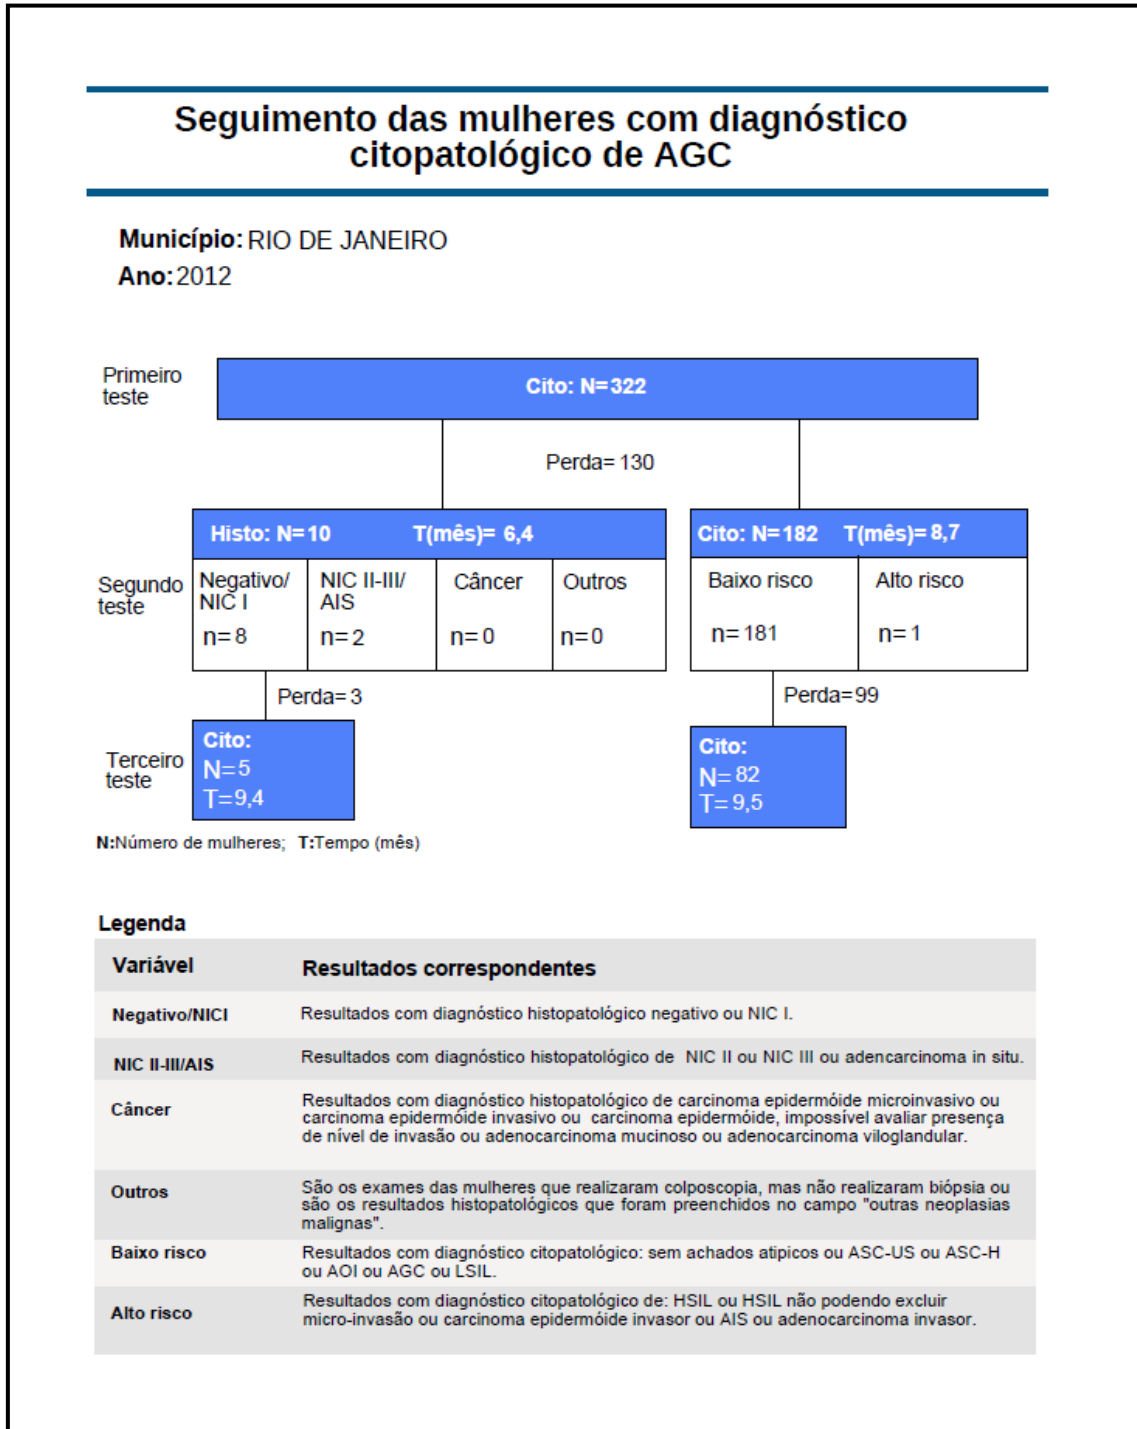 Seguimento das mulheres com diagnóstico
citopatológico de AGC
Município: RIO DE JANEIRO
Ano: 2012
Primeiro
teste
Cito: N=322
Perda= 130
Segundo
teste
Histo: N=10 T(mês)= 6,4
Negativo/
NIC I
n= 8
NIC II-III/
AIS
n= 2
Câncer
n= 0
Outros
n= 0
Cito: N=182 T(mês)= 8,7
Baixo risco
n= 181
Alto risco
n= 1
Perda= 3
Perda=99
Terceiro
teste
Cito:
N= 5
T=9,4
Cito:
N= 82
T= 9,5
N:Número de mulheres; T:Tempo (mês)
Legenda
Variável Resultados correspondentes
Negativo/NICI Resultados com diagnóstico histopatológico negativo ou NIC I.
NIC II-III/AIS Resultados com diagnóstico histopatológico de NIC II ou NIC III ou adencarcinoma in situ.
Câncer Resultados com diagnóstico histopatológico de carcinoma epidermóide microinvasivo ou
carcinoma epidermóide invasivo ou carcinoma epidermóide, impossível avaliar presença
de nível de invasão ou adenocarcinoma mucinoso ou adenocarcinoma viloglandular.
Outros São os exames das mulheres que realizaram colposcopia, mas não realizaram biópsia ou
são os resultados histopatológicos que foram preenchidos no campo "outras neoplasias
malignas".
Baixo risco Resultados com diagnóstico citopatológico: sem achados atipicos ou ASC-US ou ASC-H
ou AOI ou AGC ou LSIL.
Alto risco Resultados com diagnóstico citopatológico de: HSIL ou HSIL não podendo excluir
micro-invasão ou carcinoma epidermóide invasor ou AIS ou adenocarcinoma invasor.